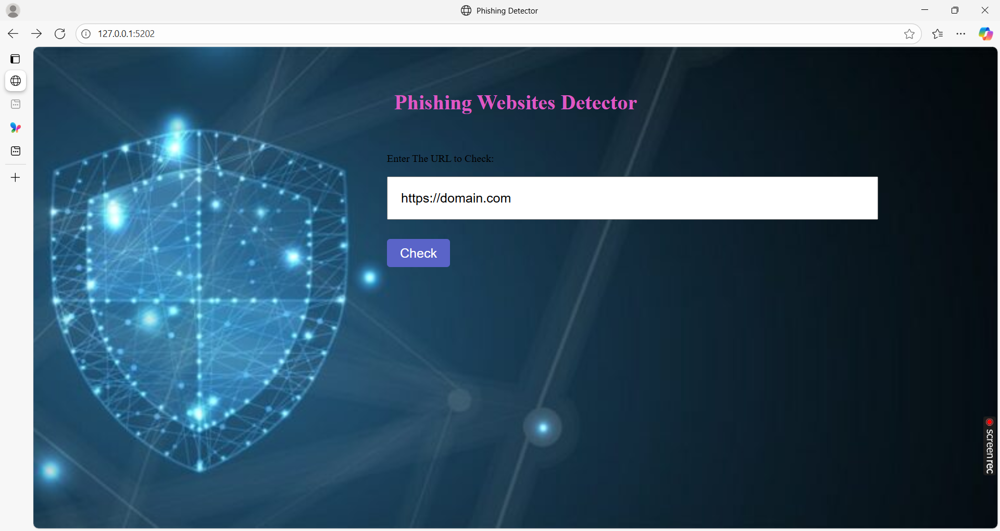 Phishing Detector
127.0.0.1:5202
Phishing Websites Detector
Enter The URL to Check:
https://domain.com
Check
screenrec